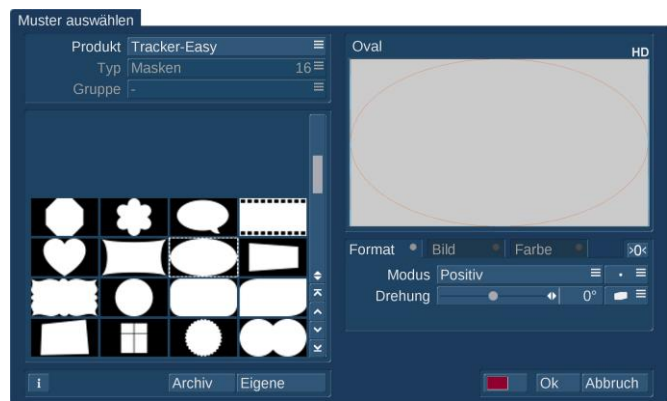 Muster auswählen
Produkt Tracker-Easy
Typ Masken 16
Gruppe -
Oval HD
Format Bild Farbe >0<
Modus Positiv
Drehung 0°
i Archiv Eigene
Ok Abbruch